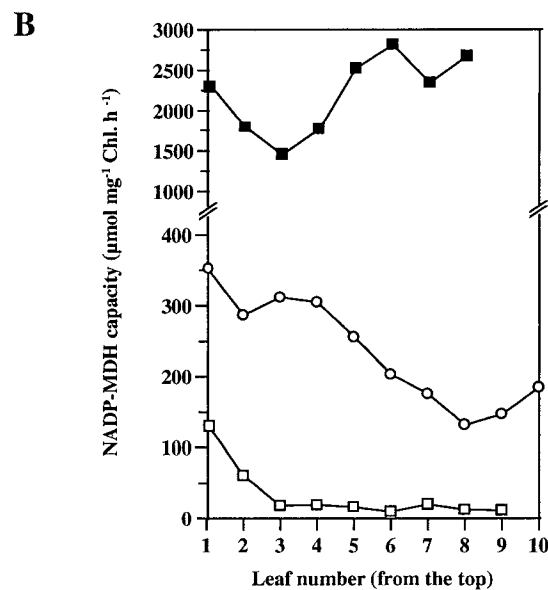 B
NADP-MDH capacity (μmol mg⁻¹ Chl. h ⁻¹)
3000
2500
2000
1500
1000
400
300
200
100
0
1 2 3 4 5 6 7 8 9 10
Leaf number (from the top)